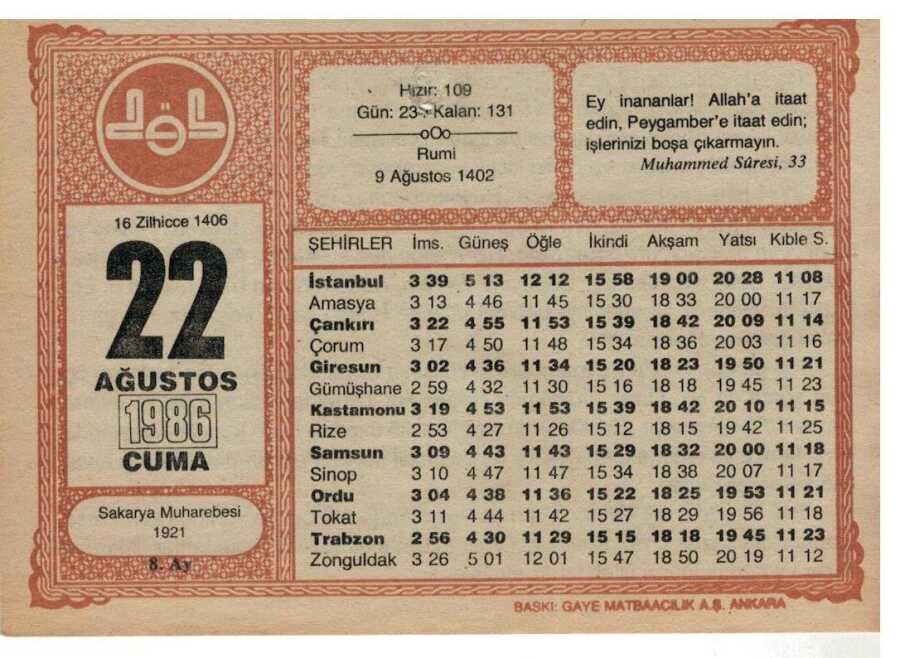 16 Zilhicce 1406
22
AĞUSTOS
1986
CUMA
Sakarya Muharebesi
1921
8. Ay
Hızır: 109
Gün: 234 Kalan: 131
oOo
Rumi
9 Ağustos 1402
Ey inananlar! Allah'a itaat
edin, Peygamber'e itaat edin;
işlerinizi boşa çıkarmayın.
Muhammed Sûresi, 33
ŞEHİRLER İms. Güneş Öğle İkindi Akşam Yatsı Kıble S.
İstanbul 3 39 5 13 12 12 15 58 19 00 20 28 11 08
Amasya 3 13 4 46 11 45 15 30 18 33 20 00 11 17
Çankırı 3 22 4 55 11 53 15 39 18 42 20 09 11 14
Çorum 3 17 4 50 11 48 15 34 18 36 20 03 11 16
Giresun 3 02 4 36 11 34 15 20 18 23 19 50 11 21
Gümüşhane 2 59 4 32 11 30 15 16 18 18 19 45 11 23
Kastamonu 3 19 4 53 11 53 15 39 18 42 20 10 11 15
Rize 2 53 4 27 11 26 15 12 18 15 19 42 11 25
Samsun 3 09 4 43 11 43 15 29 18 32 20 00 11 18
Sinop 3 10 4 47 11 47 15 34 18 38 20 07 11 17
Ordu 3 04 4 38 11 36 15 22 18 25 19 53 11 21
Tokat 3 11 4 44 11 42 15 27 18 29 19 56 11 18
Trabzon 2 56 4 30 11 29 15 15 18 18 19 45 11 23
Zonguldak 3 26 5 01 12 01 15 47 18 50 20 19 11 12
BASKI: GAYE MATBAACILIK A.Ş. ANKARA